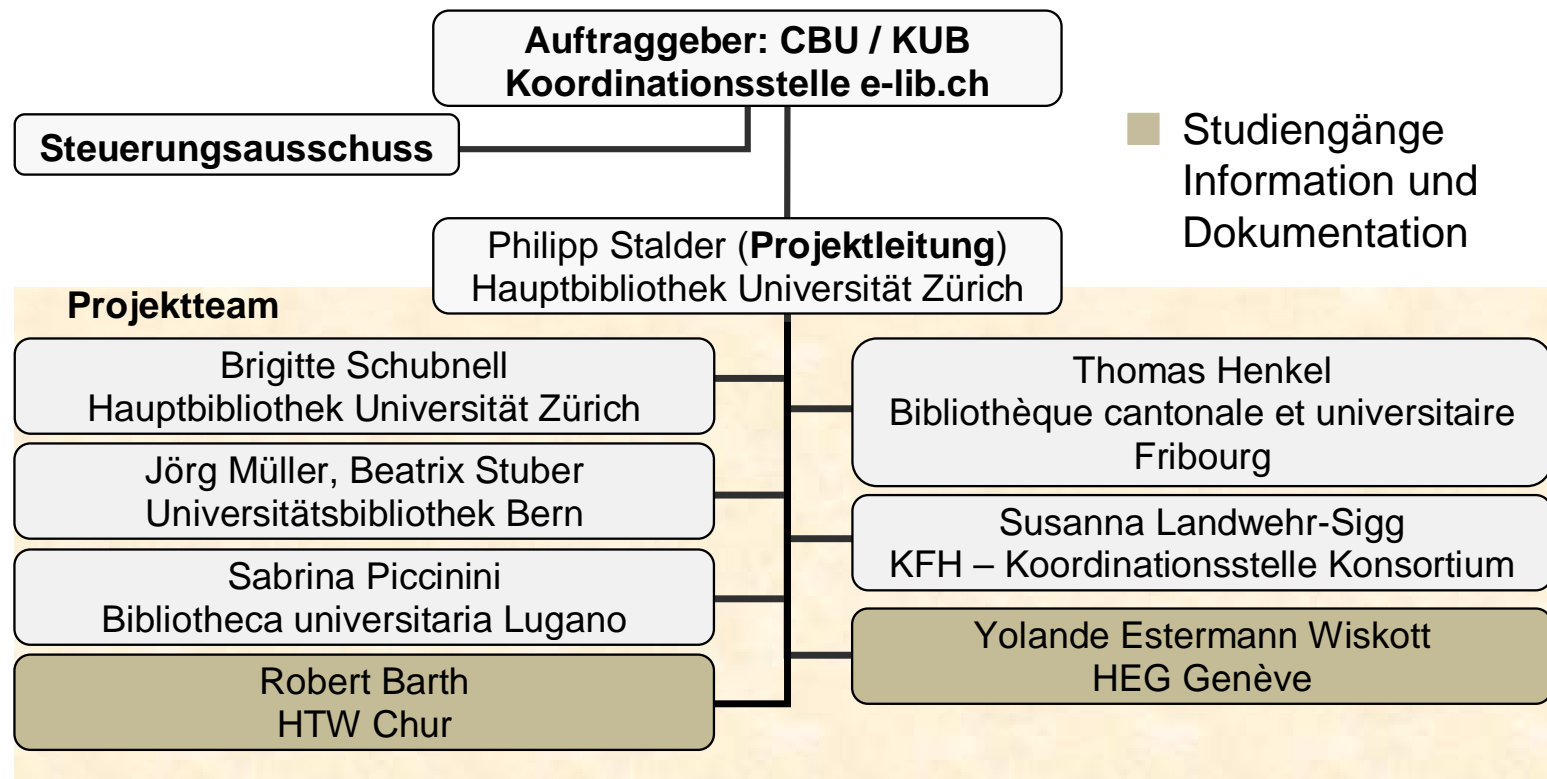 Auftraggeber: CBU / KUB
Koordinationsstelle e-lib.ch
Steuerungsausschuss
Studiengänge
Information und
Dokumentation
Philipp Stalder (Projektleitung)
Hauptbibliothek Universität Zürich
Projektteam
Brigitte Schubnell
Hauptbibliothek Universität Zürich
Jörg Müller, Beatrix Stuber
Universitätsbibliothek Bern
Sabrina Piccinini
Bibliotheca universitaria Lugano
Robert Barth
HTW Chur
Thomas Henkel
Bibliothèque cantonale et universitaire
Fribourg
Susanna Landwehr-Sigg
KFH – Koordinationsstelle Konsortium
Yolande Estermann Wiskott
HEG Genève